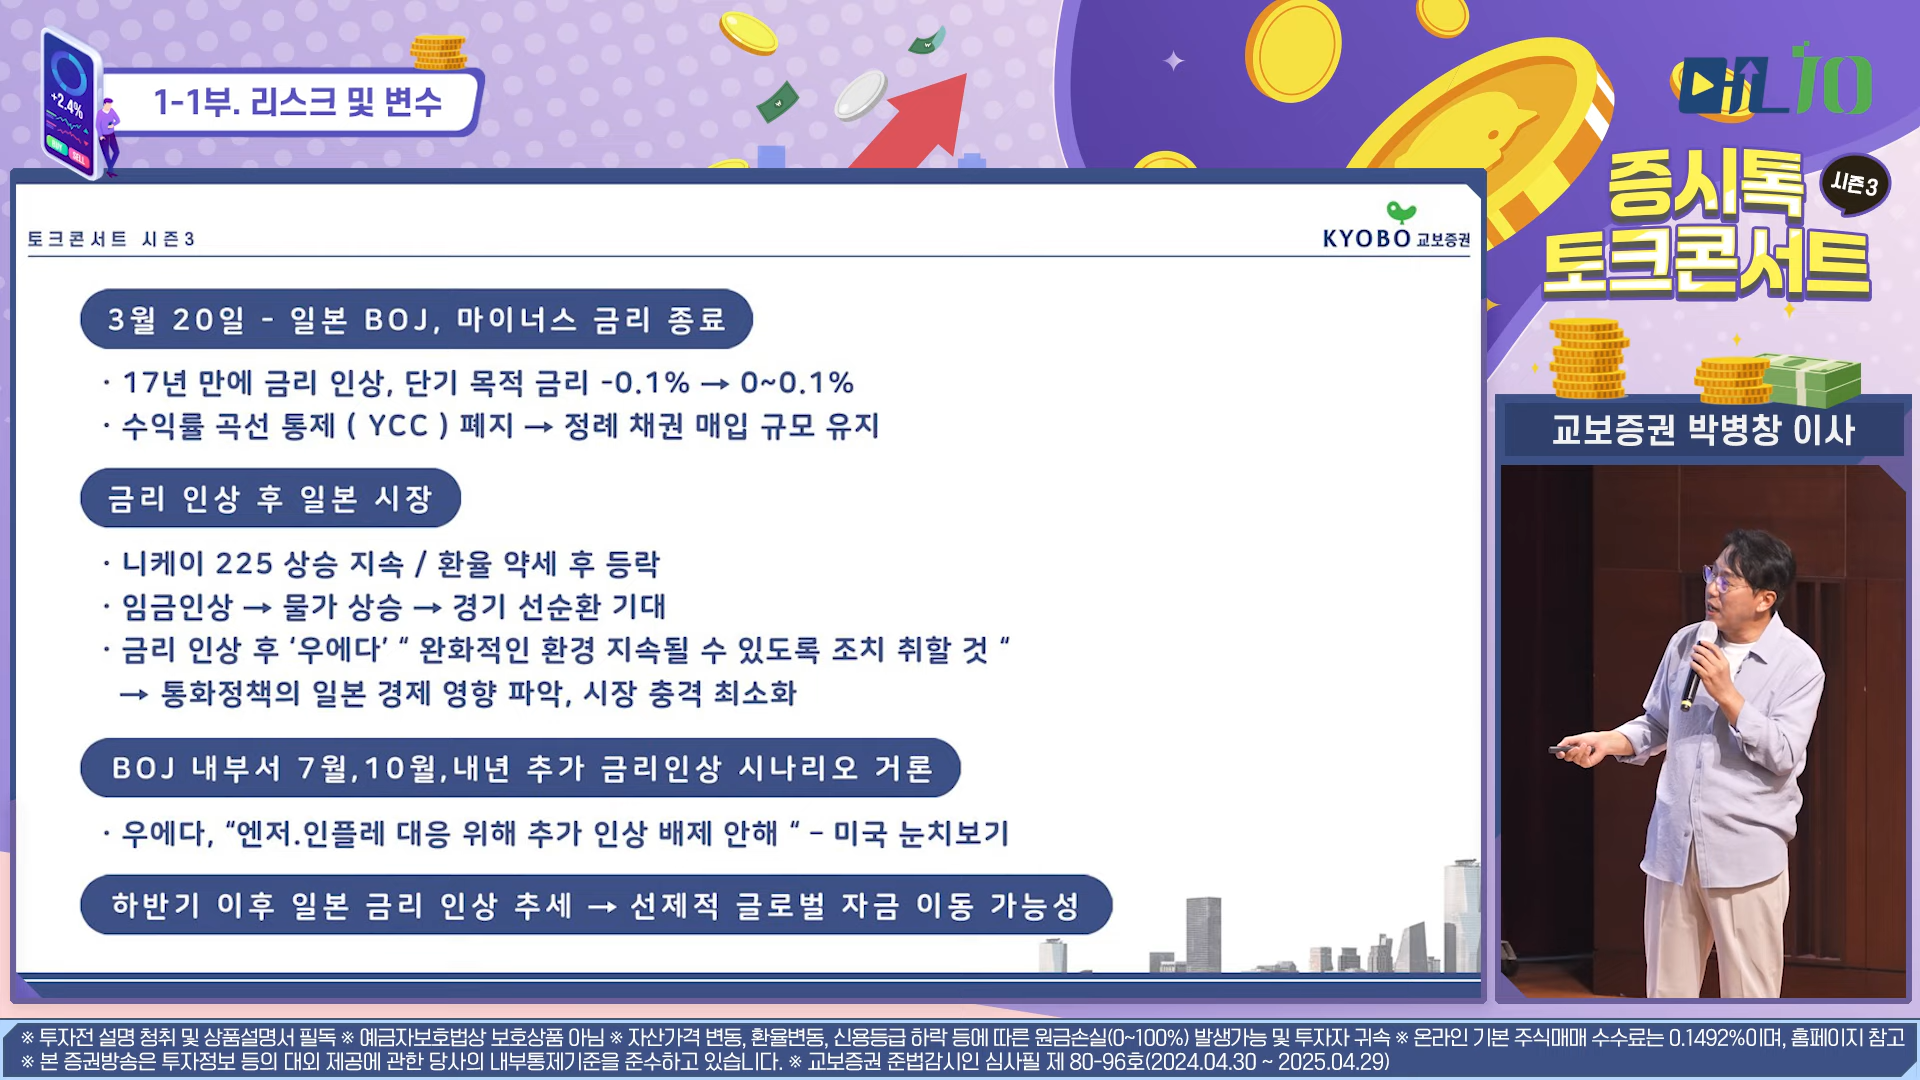 +2.4%
BUY
SELL
1-1부. 리스크 및 변수
매LIO
증시톡
시즌3
토크콘서트
토크콘서트 시즌3
KYOBO 교보증권
3월 20일 - 일본 BOJ, 마이너스 금리 종료
· 17년 만에 금리 인상, 단기 목적 금리 -0.1% → 0~0.1%
· 수익률 곡선 통제 ( YCC ) 폐지 → 정례 채권 매입 규모 유지
금리 인상 후 일본 시장
· 니케이 225 상승 지속 / 환율 약세 후 등락
· 임금인상 → 물가 상승 → 경기 선순환 기대
· 금리 인상 후 ‘우에다’ “ 완화적인 환경 지속될 수 있도록 조치 취할 것 “
→ 통화정책의 일본 경제 영향 파악, 시장 충격 최소화
BOJ 내부서 7월,10월,내년 추가 금리인상 시나리오 거론
· 우에다, “엔저.인플레 대응 위해 추가 인상 배제 안해 “ – 미국 눈치보기
하반기 이후 일본 금리 인상 추세 → 선제적 글로벌 자금 이동 가능성
교보증권 박병창 이사
※ 투자전 설명 청취 및 상품설명서 필독 ※ 예금자보호법상 보호상품 아님 ※ 자산가격 변동, 환율변동, 신용등급 하락 등에 따른 원금손실(0~100%) 발생가능 및 투자자 귀속 ※ 온라인 기본 주식매매 수수료는 0.1492%이며, 홈페이지 참고
※ 본 증권방송은 투자정보 등의 대외 제공에 관한 당사의 내부통제기준을 준수하고 있습니다. ※ 교보증권 준법감시인 심사필 제 80-96호(2024.04.30 ~ 2025.04.29)